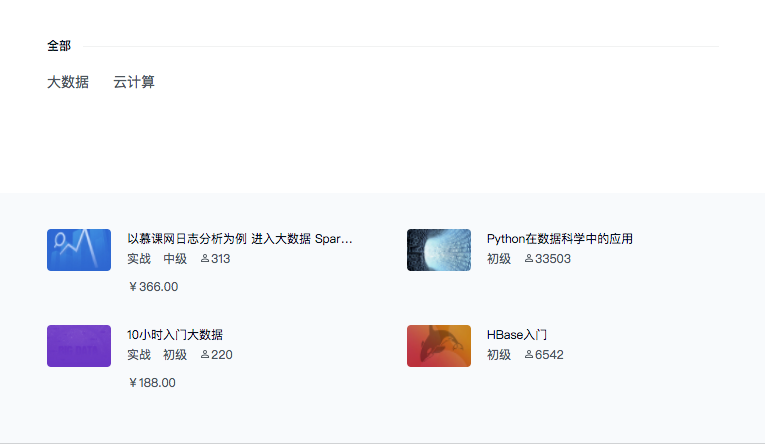 全部
大数据 云计算
以慕课网日志分析为例 进入大数据 Spar...
实战 中级 313
￥366.00
Python在数据科学中的应用
初级 33503
10小时入门大数据
实战 初级 220
￥188.00
HBase入门
初级 6542